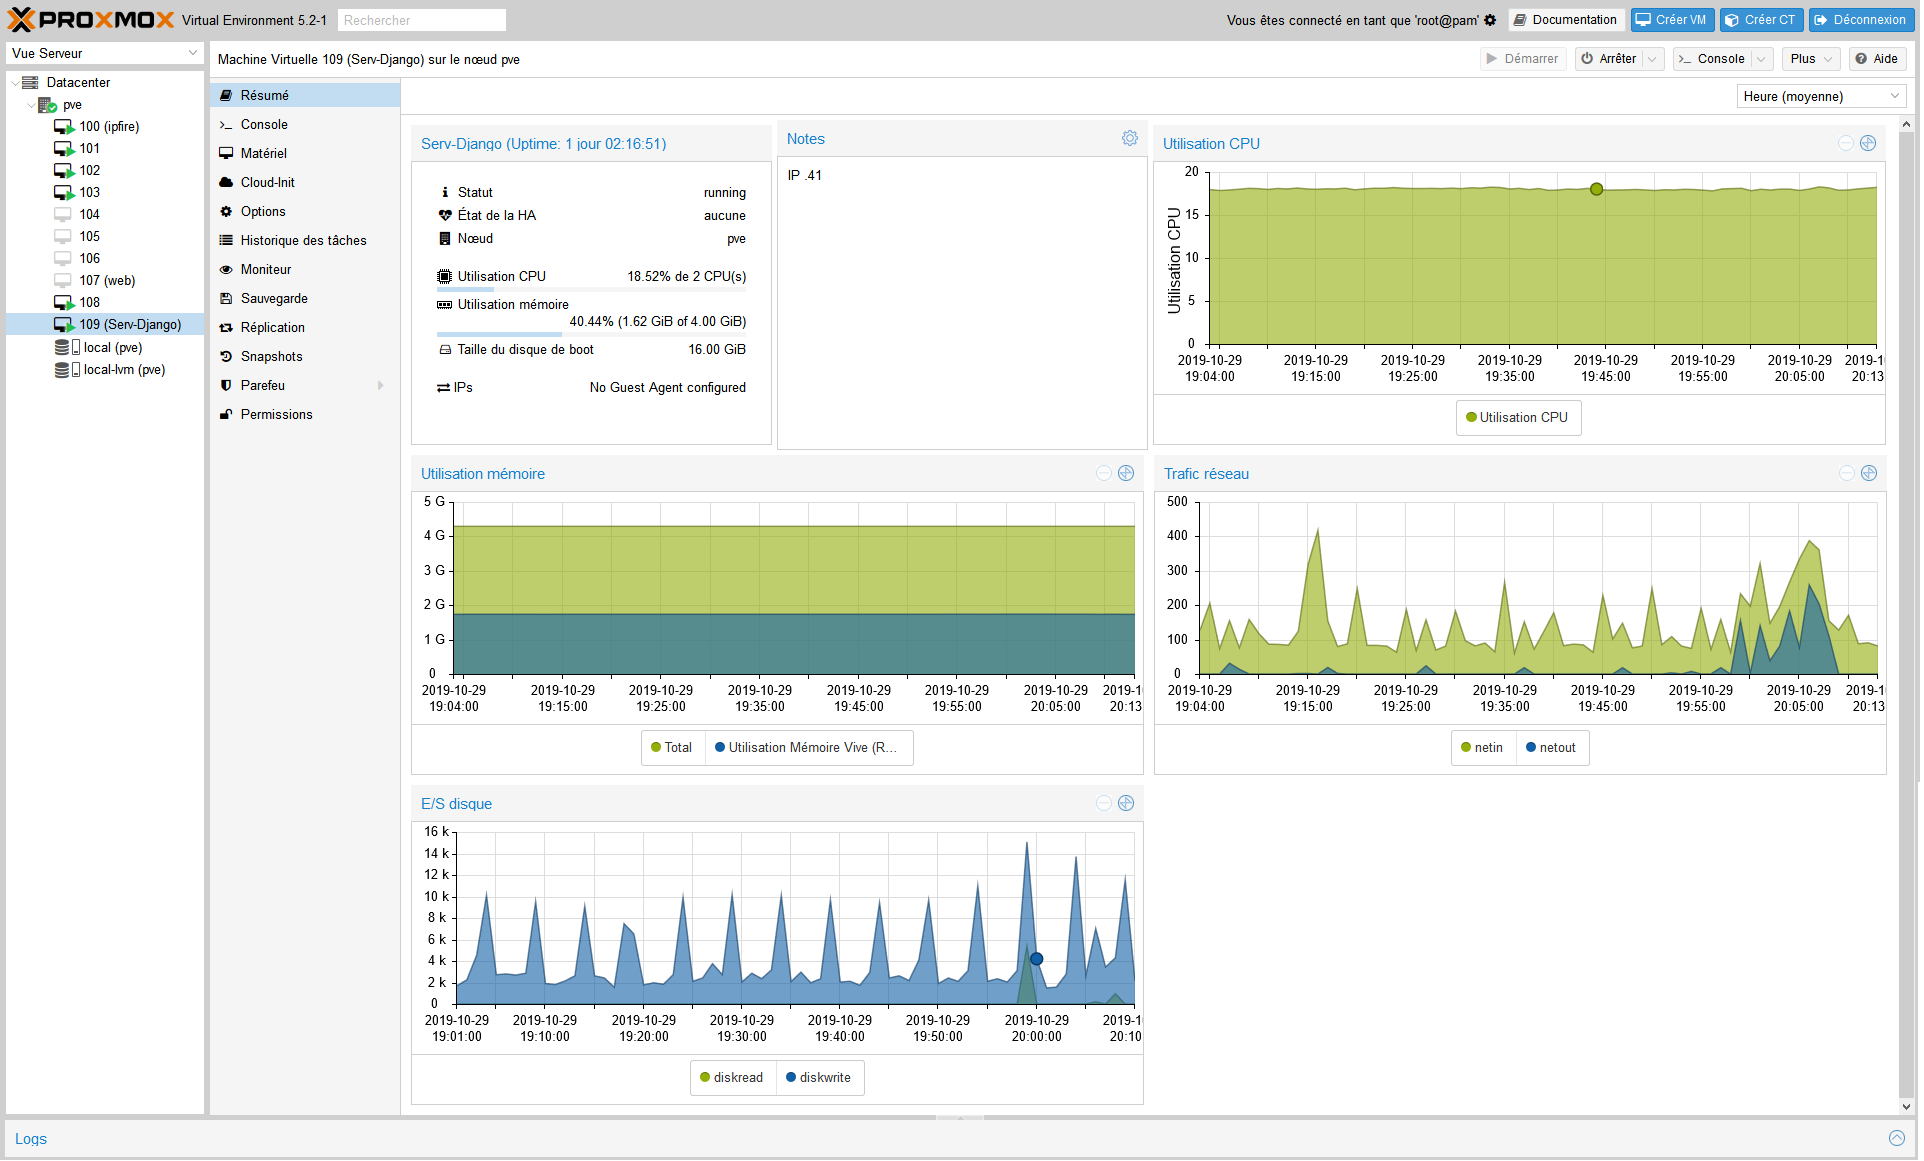 PROXMOX Virtual Environment 5.2-1
Rechercher
Vous êtes connecté en tant que 'root@pam'
Documentation
Créer VM
Créer CT
Déconnexion
Vue Serveur
Datacenter
pve
100 (ipfire)
101
102
103
104
105
106
107 (web)
108
109 (Serv-Django)
local (pve)
local-lvm (pve)
Machine Virtuelle 109 (Serv-Django) sur le nœud pve
Démarrer
Arrêter
Console
Plus
Aide
Résumé
Console
Matériel
Cloud-Init
Options
Historique des tâches
Moniteur
Sauvegarde
Réplication
Snapshots
Parefeu
Permissions
Heure (moyenne)
Serv-Django (Uptime: 1 jour 02:16:51)
Statut running
État de la HA aucune
Nœud pve
Utilisation CPU 18.52% de 2 CPU(s)
Utilisation mémoire
40.44% (1.62 GiB of 4.00 GiB)
Taille du disque de boot 16.00 GiB
IPs No Guest Agent configured
Notes
IP .41
Utilisation CPU
Utilisation CPU
20
15
10
5
0
2019-10-29 2019-10-29 2019-10-29 2019-10-29 2019-10-29 2019-10-29 2019-10-29 2019-1
19:04:00 19:15:00 19:25:00 19:35:00 19:45:00 19:55:00 20:05:00 20:13
Utilisation CPU
Utilisation mémoire
5 G
4 G
3 G
2 G
1 G
0
2019-10-29 2019-10-29 2019-10-29 2019-10-29 2019-10-29 2019-10-29 2019-10-29 2019-1
19:04:00 19:15:00 19:25:00 19:35:00 19:45:00 19:55:00 20:05:00 20:13
Total
Utilisation Mémoire Vive (R...
Trafic réseau
500
400
300
200
100
0
2019-10-29 2019-10-29 2019-10-29 2019-10-29 2019-10-29 2019-10-29 2019-10-29 2019-1
19:04:00 19:15:00 19:25:00 19:35:00 19:45:00 19:55:00 20:05:00 20:13
netin
netout
E/S disque
16 k
14 k
12 k
10 k
8 k
6 k
4 k
2 k
0
2019-10-29 2019-10-29 2019-10-29 2019-10-29 2019-10-29 2019-10-29 2019-10-29 2019-1
19:01:00 19:10:00 19:20:00 19:30:00 19:40:00 19:50:00 20:00:00 20:10
diskread
diskwrite
Logs